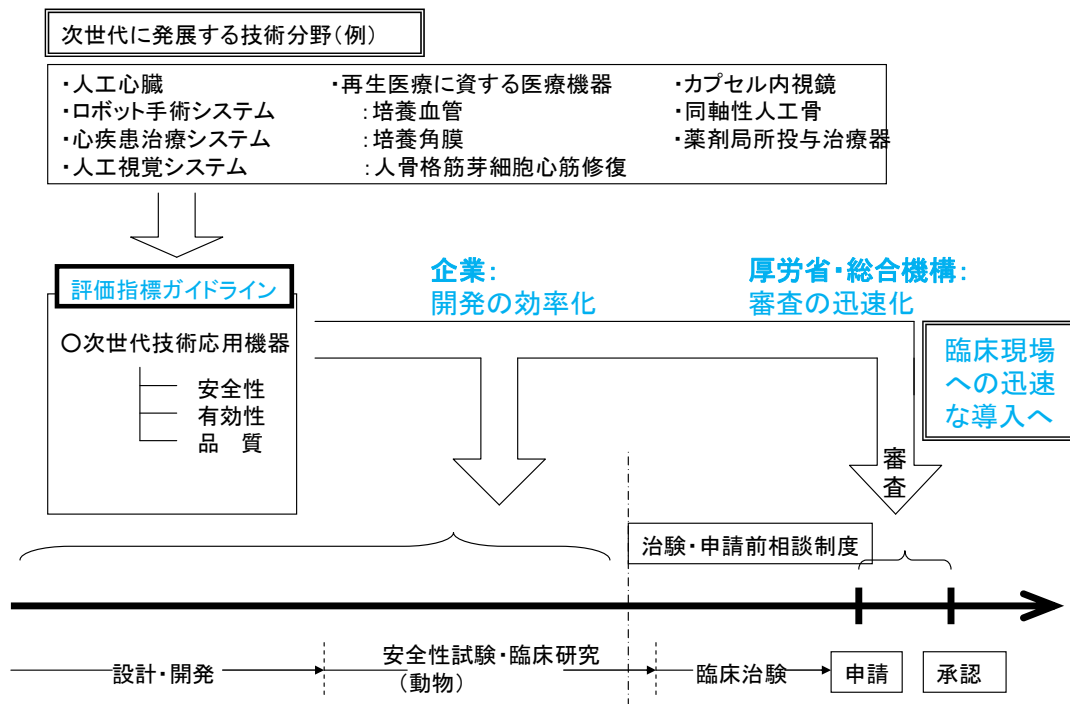 次世代に発展する技術分野(例)
・人工心臓
・ロボット手術システム
・心疾患治療システム
・人工視覚システム
・再生医療に資する医療機器
:培養血管
:培養角膜
:人骨格筋芽細胞心筋修復
・カプセル内視鏡
・同軸性人工骨
・薬剤局所投与治療器
評価指標ガイドライン
○次世代技術応用機器
安全性
有効性
品 質
企業:
開発の効率化
厚労省・総合機構:
審査の迅速化
臨床現場
への迅速
な導入へ
審
査
治験・申請前相談制度
設計・開発
安全性試験・臨床研究
(動物)
臨床治験
申請
承認